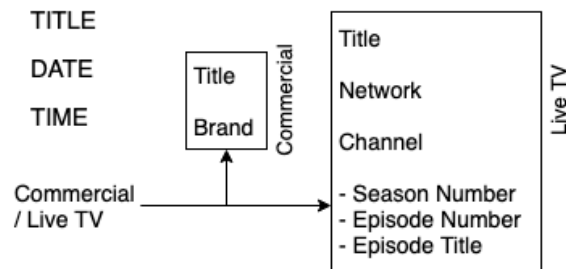 TITLE
DATE
TIME
Commercial
/ Live TV
Title
Brand
Commercial
Title
Network
Channel
- Season Number
- Episode Number
- Episode Title
Live TV